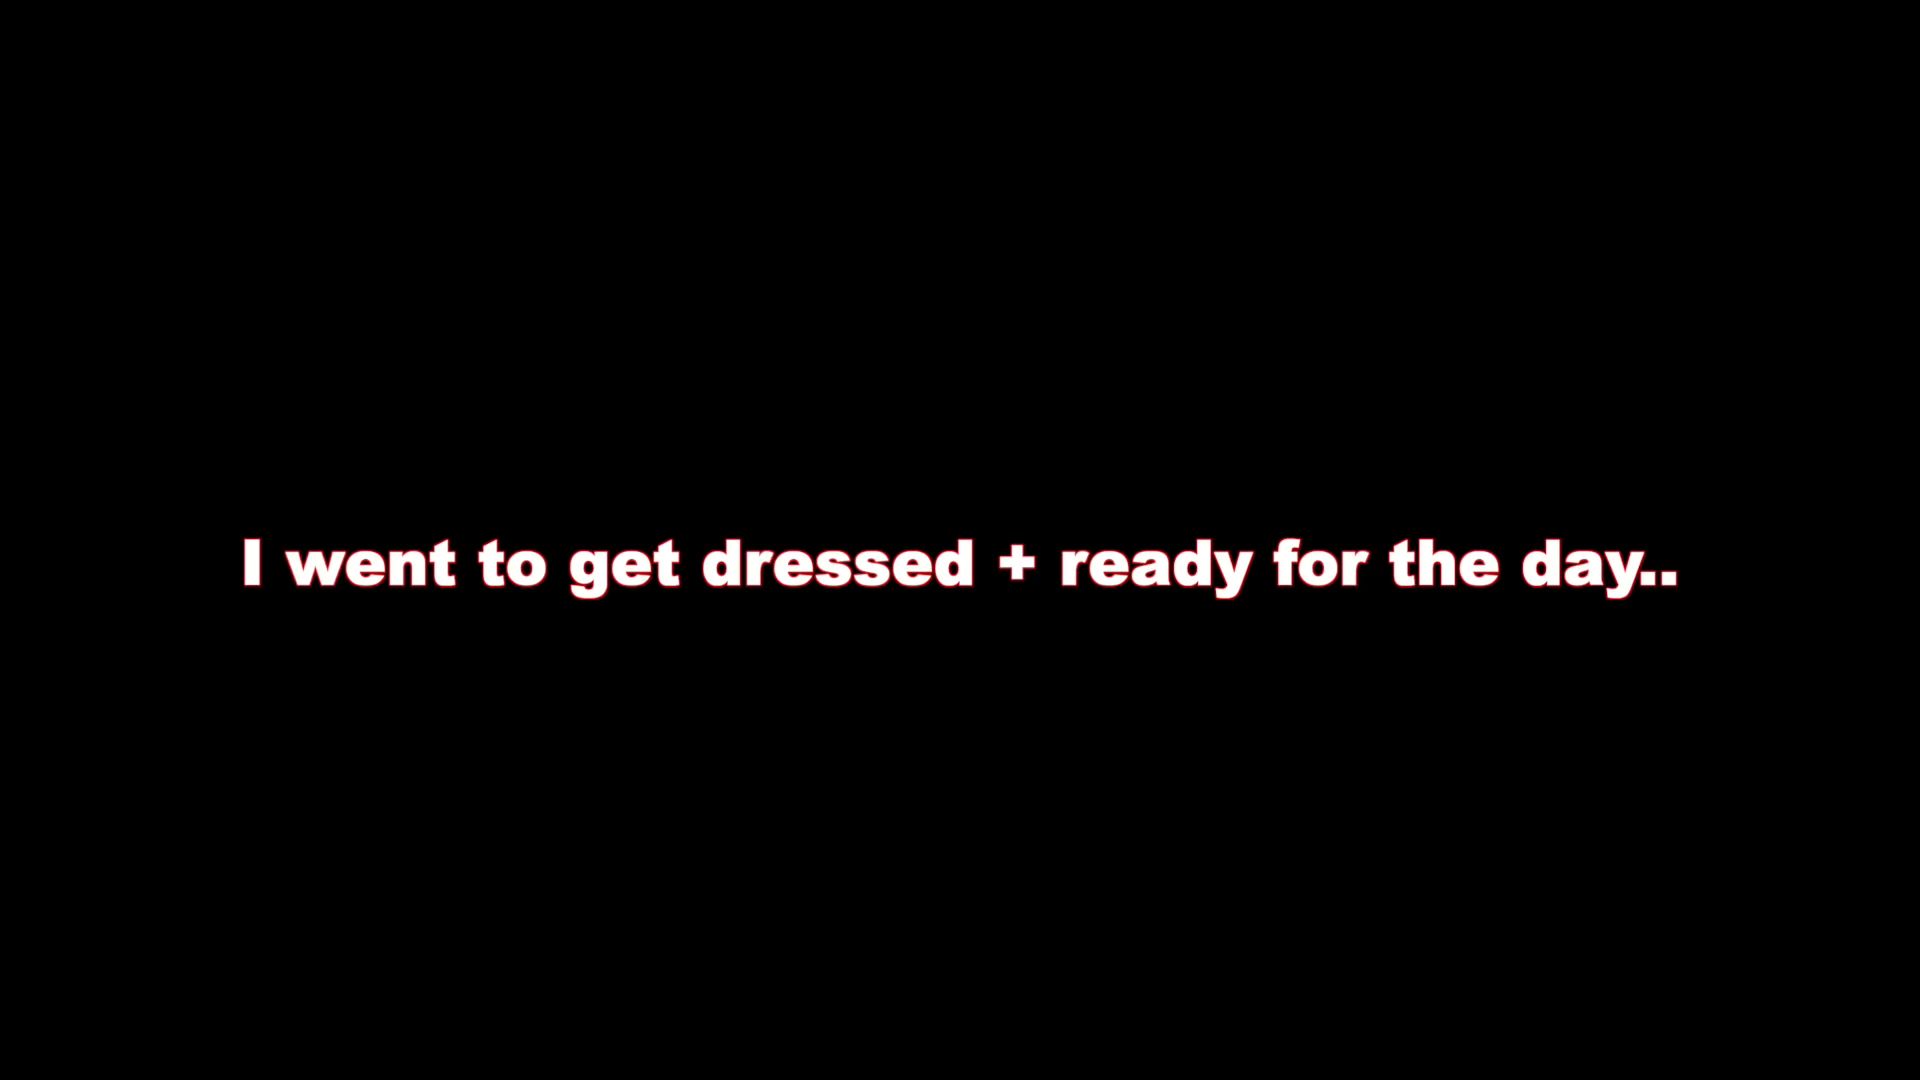 I went to get dressed + ready for the day..